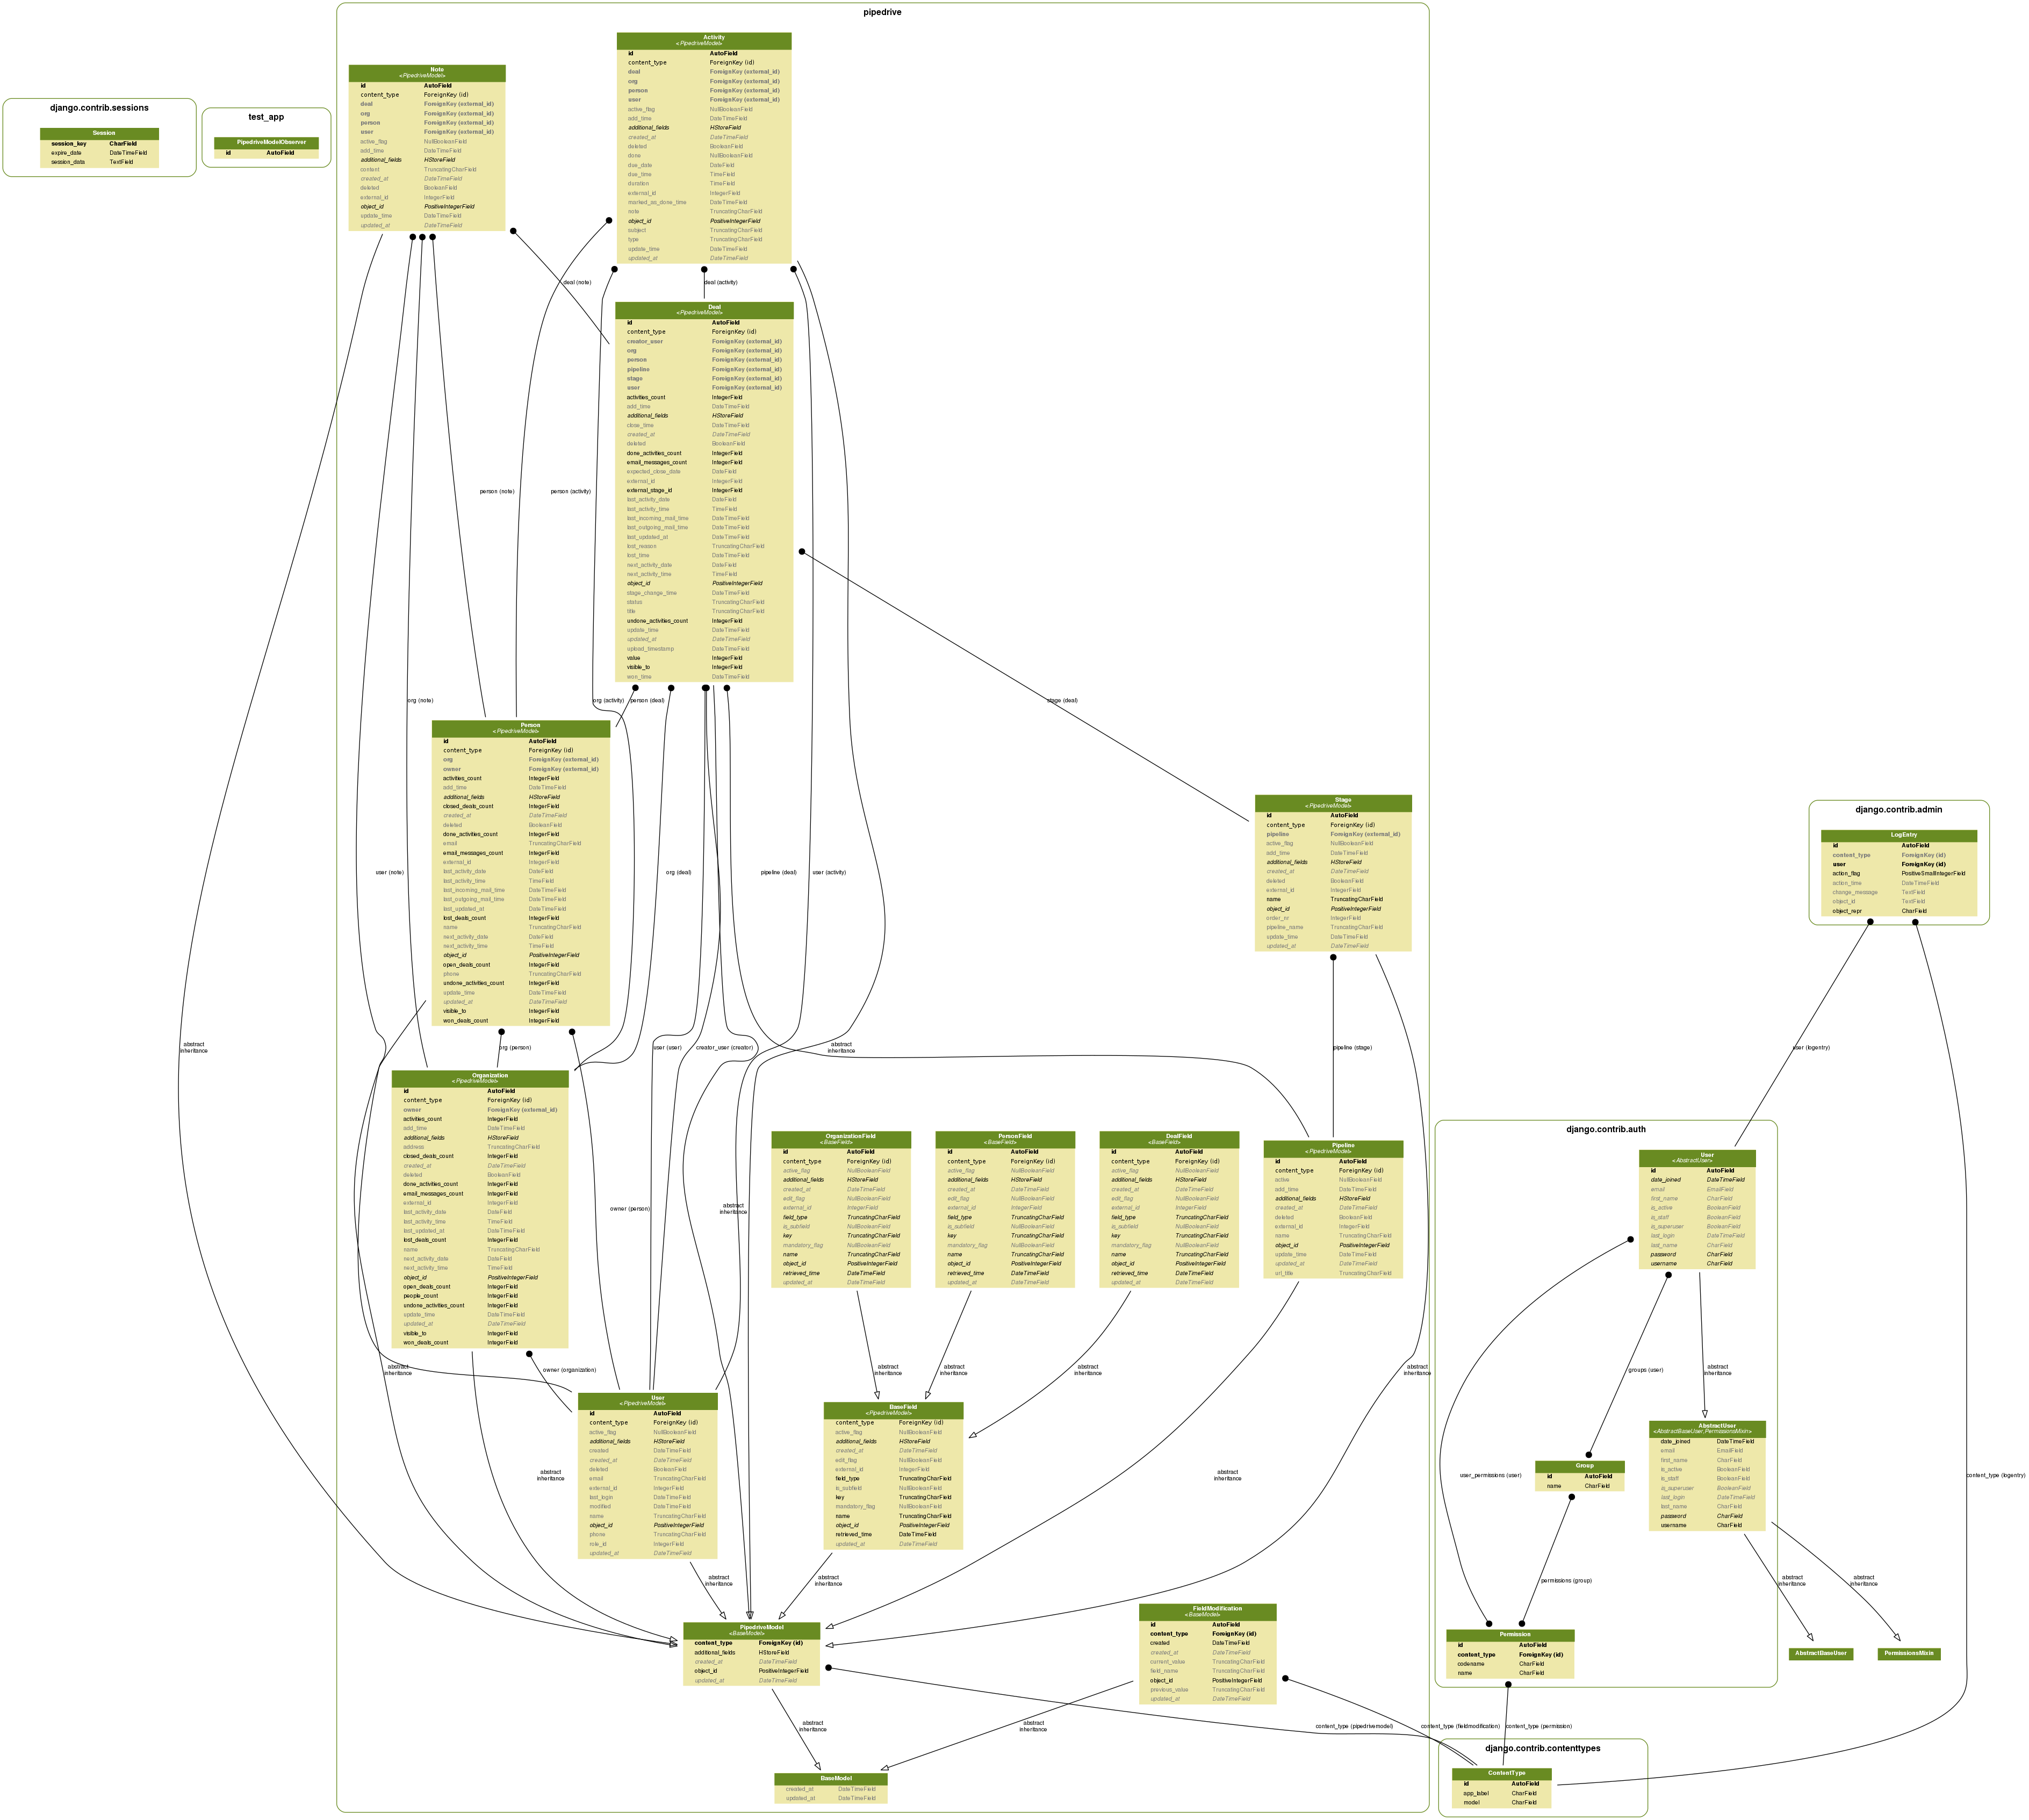 pipedrive
Activity
<PipedriveModel>
id AutoField
content_type ForeignKey (id)
deal ForeignKey (external_id)
org ForeignKey (external_id)
person ForeignKey (external_id)
user ForeignKey (external_id)
active_flag NullBooleanField
add_time DateTimeField
additional_fields HStoreField
created_at DateTimeField
deleted BooleanField
done NullBooleanField
due_date DateField
due_time TimeField
duration TimeField
external_id IntegerField
marked_as_done_time DateTimeField
note TruncatingCharField
object_id PositiveIntegerField
subject TruncatingCharField
type TruncatingCharField
update_time DateTimeField
updated_at DateTimeField
Note
<PipedriveModel>
id AutoField
content_type ForeignKey (id)
deal ForeignKey (external_id)
org ForeignKey (external_id)
person ForeignKey (external_id)
user ForeignKey (external_id)
active_flag NullBooleanField
add_time DateTimeField
additional_fields HStoreField
content TruncatingCharField
created_at DateTimeField
deleted BooleanField
external_id IntegerField
object_id PositiveIntegerField
update_time DateTimeField
updated_at DateTimeField
django.contrib.sessions
Session
session_key CharField
expire_date DateTimeField
session_data TextField
test_app
PipedriveModelObserver
id AutoField
deal (note)
deal (activity)
Deal
<PipedriveModel>
id AutoField
content_type ForeignKey (id)
creator_user ForeignKey (external_id)
org ForeignKey (external_id)
person ForeignKey (external_id)
pipeline ForeignKey (external_id)
stage ForeignKey (external_id)
user ForeignKey (external_id)
activities_count IntegerField
add_time DateTimeField
additional_fields HStoreField
close_time DateTimeField
created_at DateTimeField
deleted BooleanField
done_activities_count IntegerField
email_messages_count IntegerField
expected_close_date DateField
external_id IntegerField
external_stage_id IntegerField
last_activity_date DateField
last_activity_time TimeField
last_incoming_mail_time DateTimeField
last_outgoing_mail_time DateTimeField
last_updated_at DateTimeField
lost_reason TruncatingCharField
lost_time DateTimeField
next_activity_date DateField
next_activity_time TimeField
object_id PositiveIntegerField
stage_change_time DateTimeField
status TruncatingCharField
title TruncatingCharField
undone_activities_count IntegerField
update_time DateTimeField
updated_at DateTimeField
upload_timestamp DateTimeField
value IntegerField
visible_to IntegerField
won_time DateTimeField
person (note)
person (activity)
org (note)
org (activity)
person (deal)
stage (deal)
Person
<PipedriveModel>
id AutoField
content_type ForeignKey (id)
org ForeignKey (external_id)
owner ForeignKey (external_id)
activities_count IntegerField
add_time DateTimeField
additional_fields HStoreField
closed_deals_count IntegerField
created_at DateTimeField
deleted BooleanField
done_activities_count IntegerField
email TruncatingCharField
email_messages_count IntegerField
external_id IntegerField
last_activity_date DateField
last_activity_time TimeField
last_incoming_mail_time DateTimeField
last_outgoing_mail_time DateTimeField
last_updated_at DateTimeField
lost_deals_count IntegerField
name TruncatingCharField
next_activity_date DateField
next_activity_time TimeField
object_id PositiveIntegerField
open_deals_count IntegerField
phone TruncatingCharField
undone_activities_count IntegerField
update_time DateTimeField
updated_at DateTimeField
visible_to IntegerField
won_deals_count IntegerField
Stage
<PipedriveModel>
id AutoField
content_type ForeignKey (id)
pipeline ForeignKey (external_id)
active_flag NullBooleanField
add_time DateTimeField
additional_fields HStoreField
created_at DateTimeField
deleted BooleanField
external_id IntegerField
name TruncatingCharField
object_id PositiveIntegerField
order_nr IntegerField
pipeline_name TruncatingCharField
update_time DateTimeField
updated_at DateTimeField
django.contrib.admin
LogEntry
id AutoField
content_type ForeignKey (id)
user ForeignKey (id)
action_flag PositiveSmallIntegerField
action_time DateTimeField
change_message TextField
object_id TextField
object_repr CharField
user (note)
org (deal)
pipeline (deal)
user (activity)
abstract
inheritance
org (person)
user (user)
creator_user (creator)
abstract
inheritance
pipeline (stage)
user (logentry)
Organization
<PipedriveModel>
id AutoField
content_type ForeignKey (id)
owner ForeignKey (external_id)
activities_count IntegerField
add_time DateTimeField
additional_fields HStoreField
address TruncatingCharField
closed_deals_count IntegerField
created_at DateTimeField
deleted BooleanField
done_activities_count IntegerField
email_messages_count IntegerField
external_id IntegerField
last_activity_date DateField
last_activity_time TimeField
last_updated_at DateTimeField
lost_deals_count IntegerField
name TruncatingCharField
next_activity_date DateField
next_activity_time TimeField
object_id PositiveIntegerField
open_deals_count IntegerField
people_count IntegerField
undone_activities_count IntegerField
update_time DateTimeField
updated_at DateTimeField
visible_to IntegerField
won_deals_count IntegerField
owner (person)
abstract
inheritance
OrganizationField
<BaseField>
id AutoField
content_type ForeignKey (id)
active_flag NullBooleanField
additional_fields HStoreField
created_at DateTimeField
edit_flag NullBooleanField
external_id IntegerField
field_type TruncatingCharField
is_subfield NullBooleanField
key TruncatingCharField
mandatory_flag NullBooleanField
name TruncatingCharField
object_id PositiveIntegerField
retrieved_time DateTimeField
updated_at DateTimeField
PersonField
<BaseField>
id AutoField
content_type ForeignKey (id)
active_flag NullBooleanField
additional_fields HStoreField
created_at DateTimeField
edit_flag NullBooleanField
external_id IntegerField
field_type TruncatingCharField
is_subfield NullBooleanField
key TruncatingCharField
mandatory_flag NullBooleanField
name TruncatingCharField
object_id PositiveIntegerField
retrieved_time DateTimeField
updated_at DateTimeField
DealField
<BaseField>
id AutoField
content_type ForeignKey (id)
active_flag NullBooleanField
additional_fields HStoreField
created_at DateTimeField
edit_flag NullBooleanField
external_id IntegerField
field_type TruncatingCharField
is_subfield NullBooleanField
key TruncatingCharField
mandatory_flag NullBooleanField
name TruncatingCharField
object_id PositiveIntegerField
retrieved_time DateTimeField
updated_at DateTimeField
Pipeline
<PipedriveModel>
id AutoField
content_type ForeignKey (id)
active NullBooleanField
add_time DateTimeField
additional_fields HStoreField
created_at DateTimeField
deleted BooleanField
external_id IntegerField
name TruncatingCharField
object_id PositiveIntegerField
update_time DateTimeField
updated_at DateTimeField
url_title TruncatingCharField
django.contrib.auth
User
<AbstractUser>
id AutoField
date_joined DateTimeField
email EmailField
first_name CharField
is_active BooleanField
is_staff BooleanField
is_superuser BooleanField
last_login DateTimeField
last_name CharField
password CharField
username CharField
abstract
inheritance
owner (organization)
abstract
inheritance
abstract
inheritance
abstract
inheritance
abstract
inheritance
groups (user)
abstract
inheritance
User
<PipedriveModel>
id AutoField
content_type ForeignKey (id)
active_flag NullBooleanField
additional_fields HStoreField
created DateTimeField
created_at DateTimeField
deleted BooleanField
email TruncatingCharField
external_id IntegerField
last_login DateTimeField
modified DateTimeField
name TruncatingCharField
object_id PositiveIntegerField
phone TruncatingCharField
role_id IntegerField
updated_at DateTimeField
BaseField
<PipedriveModel>
content_type ForeignKey (id)
active_flag NullBooleanField
additional_fields HStoreField
created_at DateTimeField
edit_flag NullBooleanField
external_id IntegerField
field_type TruncatingCharField
is_subfield NullBooleanField
key TruncatingCharField
mandatory_flag NullBooleanField
name TruncatingCharField
object_id PositiveIntegerField
retrieved_time DateTimeField
updated_at DateTimeField
AbstractUser
<AbstractBaseUser,PermissionsMixin>
date_joined DateTimeField
email EmailField
first_name CharField
is_active BooleanField
is_staff BooleanField
is_superuser BooleanField
last_login DateTimeField
last_name CharField
password CharField
username CharField
Group
id AutoField
name CharField
abstract
inheritance
abstract
inheritance
user_permissions (user)
content_type (logentry)
abstract
inheritance
abstract
inheritance
permissions (group)
abstract
inheritance
abstract
inheritance
PipedriveModel
<BaseModel>
content_type ForeignKey (id)
additional_fields HStoreField
created_at DateTimeField
object_id PositiveIntegerField
updated_at DateTimeField
FieldModification
<BaseModel>
id AutoField
content_type ForeignKey (id)
created DateTimeField
created_at DateTimeField
current_value TruncatingCharField
field_name TruncatingCharField
object_id PositiveIntegerField
previous_value TruncatingCharField
updated_at DateTimeField
Permission
id AutoField
content_type ForeignKey (id)
codename CharField
name CharField
AbstractBaseUser
PermissionsMixin
abstract
inheritance
abstract
inheritance
content_type (pipedrivemodel)
content_type (fieldmodification)
content_type (permission)
BaseModel
created_at DateTimeField
updated_at DateTimeField
django.contrib.contenttypes
ContentType
id AutoField
app_label CharField
model CharField